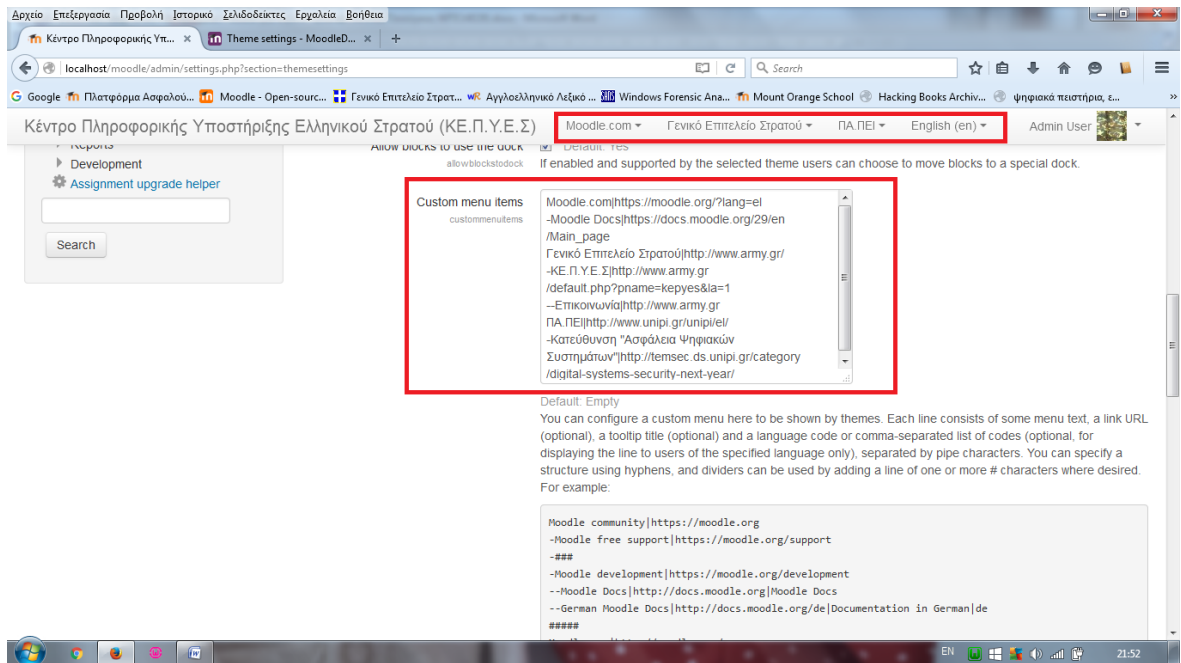 Αρχείο Επεξεργασία Προβολή Ιστορικό Σελιδοδείκτες Εργαλεία Βοήθεια
Κέντρο Πληροφορικής Υπ... × Theme settings - MoodleD... × +
localhost/moodle/admin/settings.php?section=themesettings Search
Google Πλατφόρμα Ασφαλού... Moodle - Open-sourc... Γενικό Επιτελείο Στρατ... Αγγλοελληνικό Λεξικό ... Windows Forensic Ana... Mount Orange School Hacking Books Archiv... ψηφιακά πειστήρια, ε... »
Κέντρο Πληροφορικής Υποστήριξης Ελληνικού Στρατού (ΚΕ.Π.Υ.Ε.Σ) Moodle.com Γενικό Επιτελείο Στρατού ΠΑ.ΠΕΙ English (en) Admin User
Reports
Development
Assignment upgrade helper
Search
Allow blocks to use the dock Default: Yes
allowblockstodock
If enabled and supported by the selected theme users can choose to move blocks to a special dock.
Custom menu items
custommenuitems
Moodle.com|https://moodle.org/?lang=el
-Moodle Docs|https://docs.moodle.org/29/en
/Main_page
Γενικό Επιτελείο Στρατού|http://www.army.gr/
-ΚΕ.Π.Υ.Ε.Σ|http://www.army.gr
/default.php?pname=kepyes&la=1
--Επικοινωνία|http://www.army.gr
ΠΑ.ΠΕΙ|http://www.unipi.gr/unipi/el/
-Κατεύθυνση "Ασφάλεια Ψηφιακών
Συστημάτων"|http://temsec.ds.unipi.gr/category
/digital-systems-security-next-year/
Default: Empty
You can configure a custom menu here to be shown by themes. Each line consists of some menu text, a link URL
(optional), a tooltip title (optional) and a language code or comma-separated list of codes (optional, for
displaying the line to users of the specified language only), separated by pipe characters. You can specify a
structure using hyphens, and dividers can be used by adding a line of one or more # characters where desired.
For example:
Moodle community|https://moodle.org
-Moodle free support|https://moodle.org/support
-###
-Moodle development|https://moodle.org/development
--Moodle Docs|http://docs.moodle.org|Moodle Docs
--German Moodle Docs|http://docs.moodle.org/de|Documentation in German|de
#####
EN 21:52